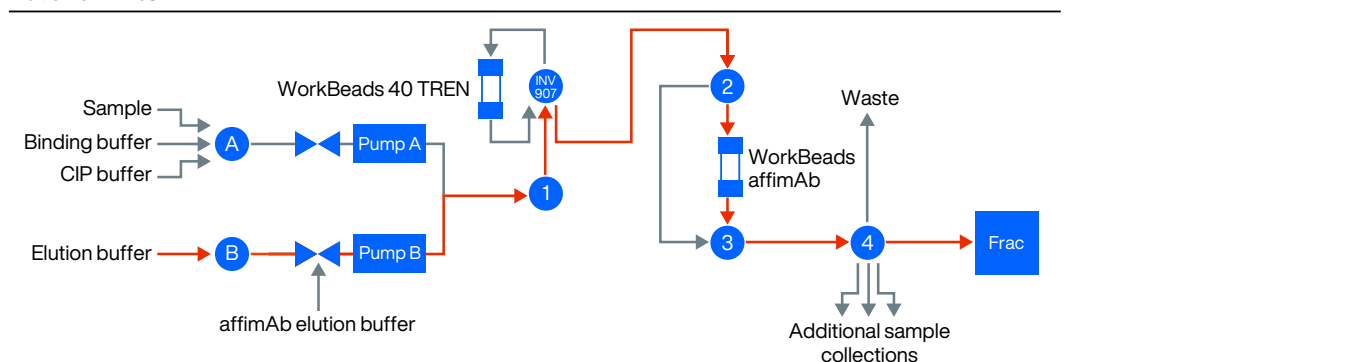 WorkBeads 40 TREN
INV
907
2
Waste
Sample
Binding buffer
CIP buffer
A
Pump A
WorkBeads
affimAb
1
Elution buffer
B
Pump B
3
4
Frac
affimAb elution buffer
Additional sample
collections